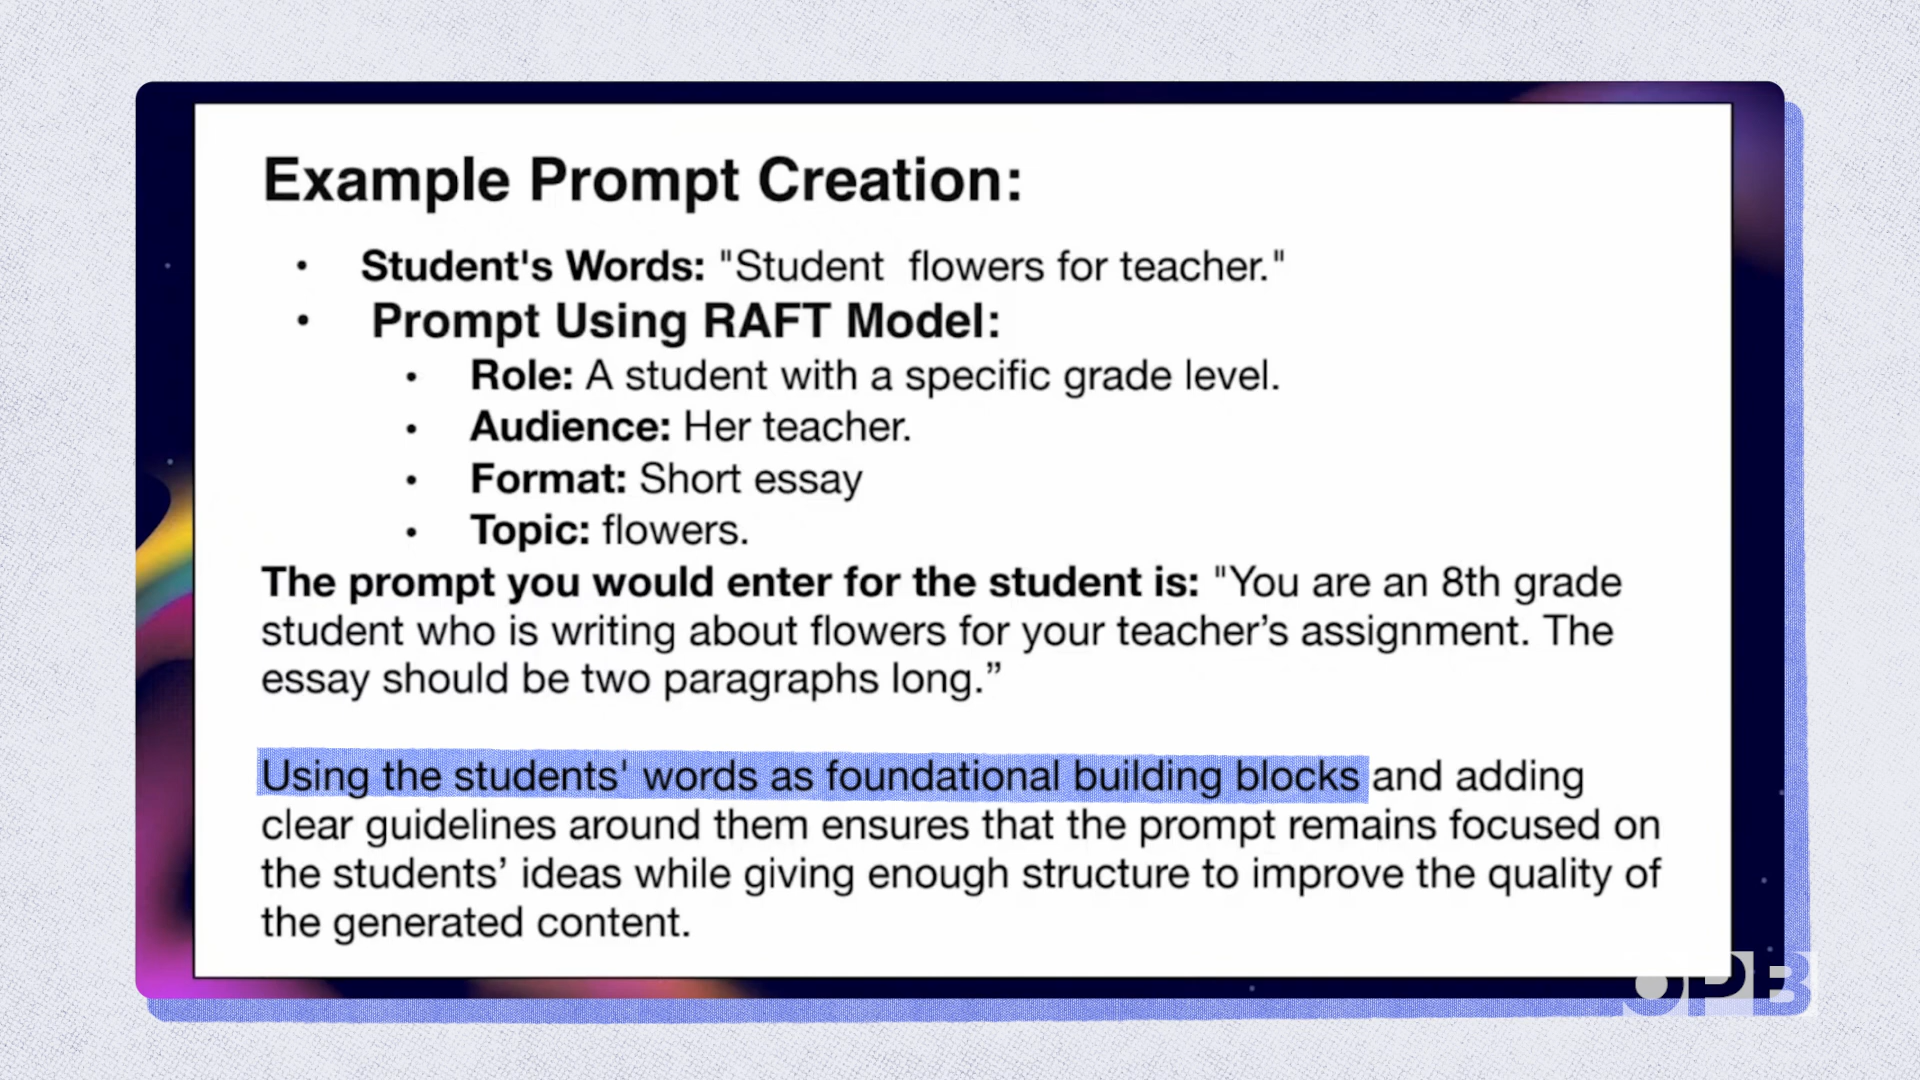 Example Prompt Creation:
• Student's Words: "Student  flowers for teacher."
• Prompt Using RAFT Model:
• Role: A student with a specific grade level.
• Audience: Her teacher.
• Format: Short essay
• Topic: flowers.
The prompt you would enter for the student is: "You are an 8th grade
student who is writing about flowers for your teacher’s assignment. The
essay should be two paragraphs long.”
Using the students' words as foundational building blocks and adding
clear guidelines around them ensures that the prompt remains focused on
the students’ ideas while giving enough structure to improve the quality of
the generated content.
OPB